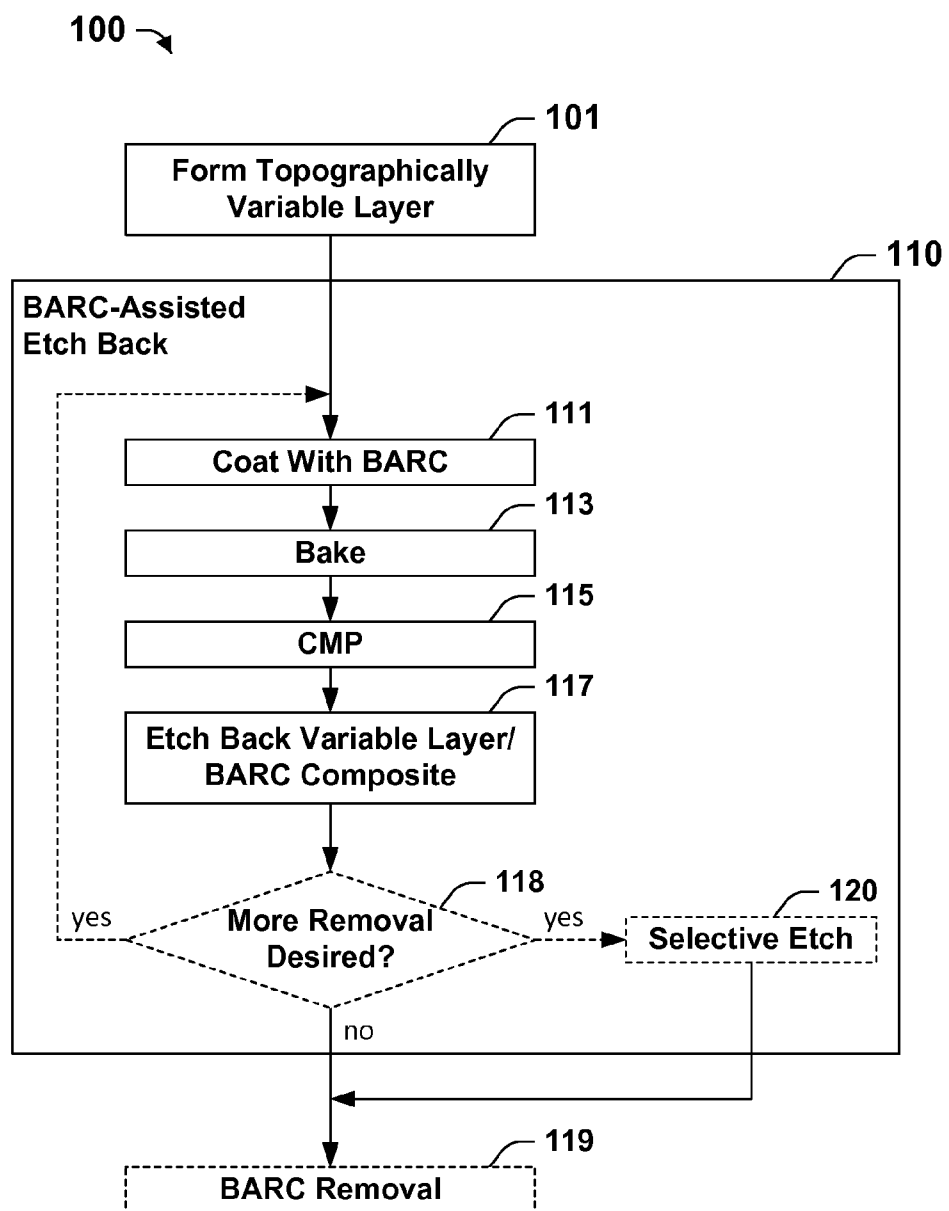 100
101
Form Topographically
Variable Layer
110
BARC-Assisted
Etch Back
111
Coat With BARC
113
Bake
115
CMP
117
Etch Back Variable Layer/
BARC Composite
118
yes
More Removal
Desired?
yes
120
Selective Etch
no
119
BARC Removal